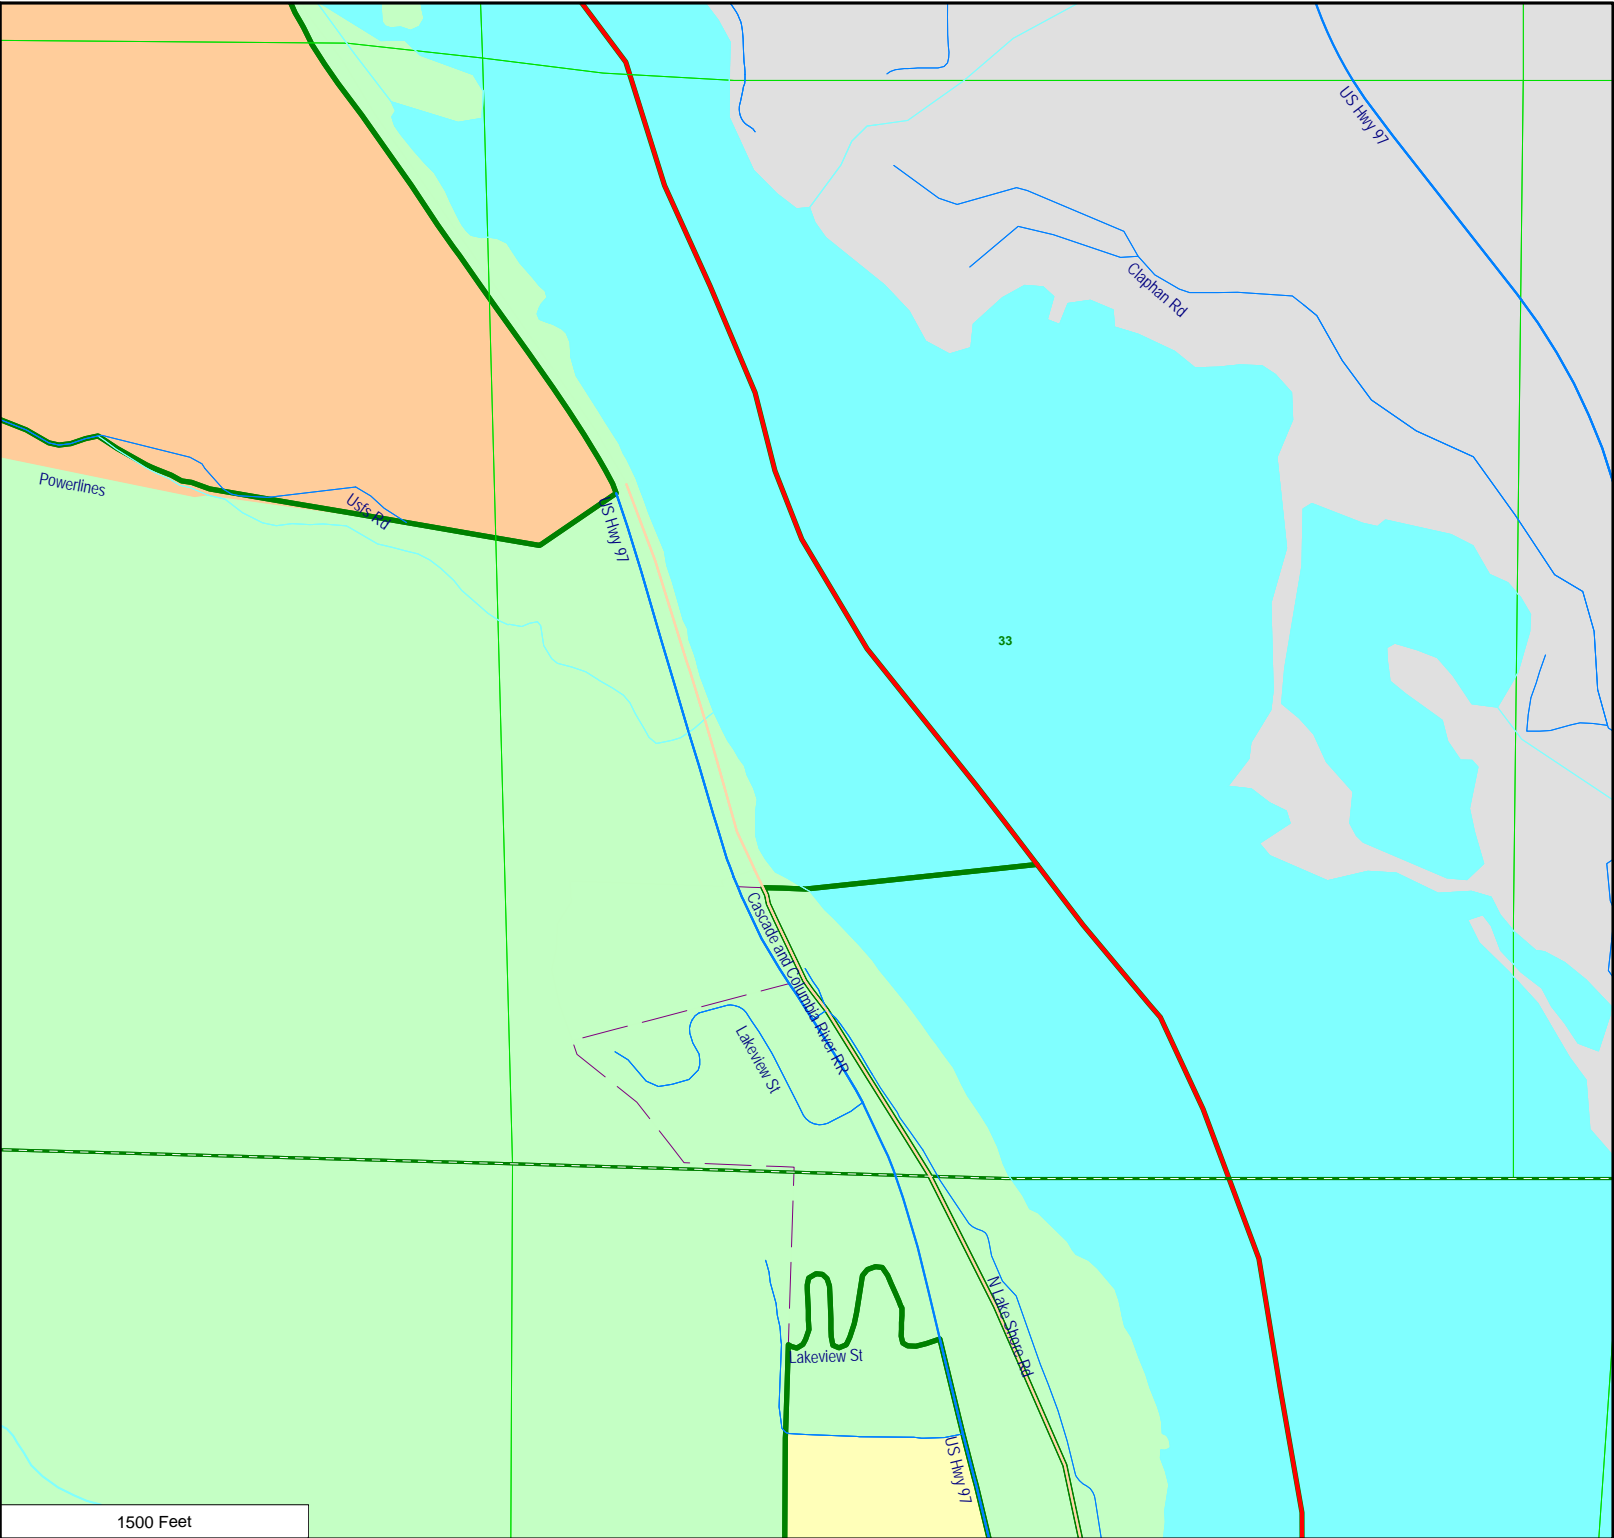 US Hwy 97
Claphan Rd
Powerlines
Usfs Rd
US Hwy 97
33
Cascade and Columbia River RR
Lakeview St
N Lake Shore Rd
Lakeview St
US Hwy 97
1500 Feet